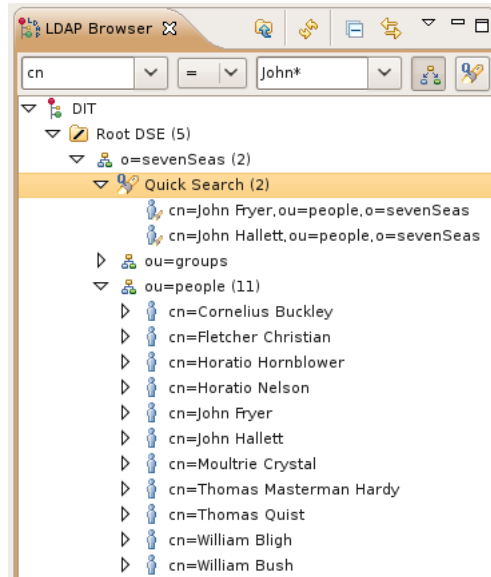 LDAP Browser
cn = John*
DIT
Root DSE (5)
o=sevenSeas (2)
Quick Search (2)
cn=John Fryer,ou=people,o=sevenSeas
cn=John Hallett,ou=people,o=sevenSeas
ou=groups
ou=people (11)
cn=Cornelius Buckley
cn=Fletcher Christian
cn=Horatio Hornblower
cn=Horatio Nelson
cn=John Fryer
cn=John Hallett
cn=Moultrie Crystal
cn=Thomas Masterman Hardy
cn=Thomas Quist
cn=William Bligh
cn=William Bush